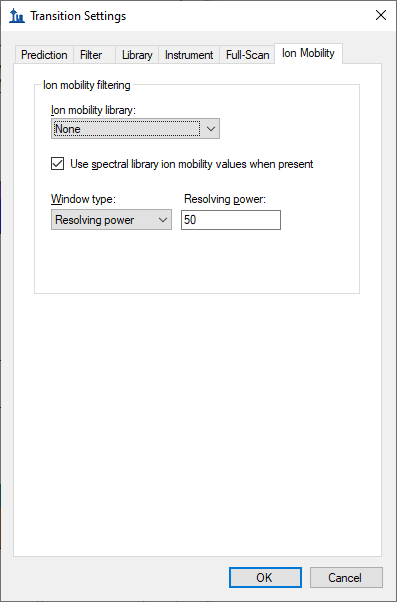 Transition Settings
Prediction Filter Library Instrument Full-Scan Ion Mobility
Ion mobility filtering
Ion mobility library:
None
Use spectral library ion mobility values when present
Window type: Resolving power:
Resolving power 50
OK Cancel